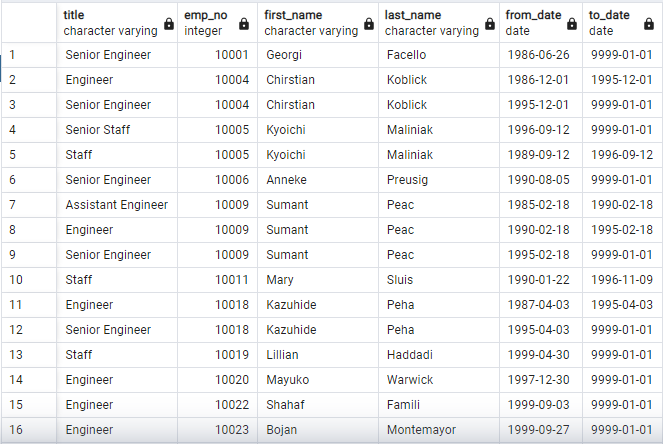 title emp_no first_name last_name from_date to_date
character varying integer character varying character varying date date
1 Senior Engineer 10001 Georgi Facello 1986-06-26 9999-01-01
2 Engineer 10004 Chirstian Koblick 1986-12-01 1995-12-01
3 Senior Engineer 10004 Chirstian Koblick 1995-12-01 9999-01-01
4 Senior Staff 10005 Kyoichi Maliniak 1996-09-12 9999-01-01
5 Staff 10005 Kyoichi Maliniak 1989-09-12 1996-09-12
6 Senior Engineer 10006 Anneke Preusig 1990-08-05 9999-01-01
7 Assistant Engineer 10009 Sumant Peac 1985-02-18 1990-02-18
8 Engineer 10009 Sumant Peac 1990-02-18 1995-02-18
9 Senior Engineer 10009 Sumant Peac 1995-02-18 9999-01-01
10 Staff 10011 Mary Sluis 1990-01-22 1996-11-09
11 Engineer 10018 Kazuhide Peha 1987-04-03 1995-04-03
12 Senior Engineer 10018 Kazuhide Peha 1995-04-03 9999-01-01
13 Staff 10019 Lillian Haddadi 1999-04-30 9999-01-01
14 Engineer 10020 Mayuko Warwick 1997-12-30 9999-01-01
15 Engineer 10022 Shahaf Famili 1999-09-03 9999-01-01
16 Engineer 10023 Bojan Montemayor 1999-09-27 9999-01-01